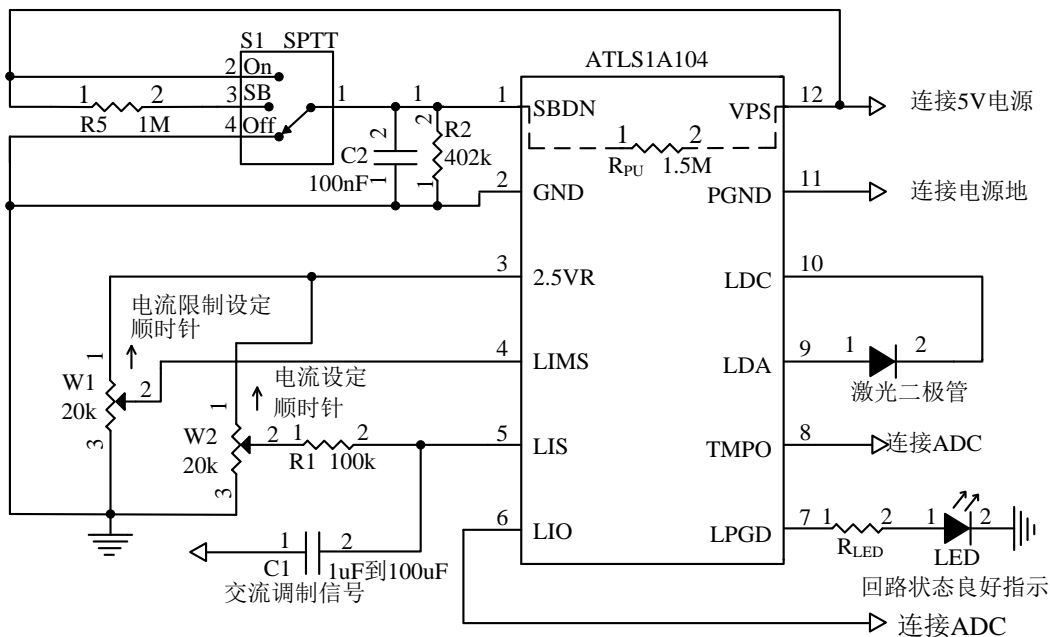 S1 SPTT
ATLS1A104
2 On
1 2 3 SB 1 1 1 SBDN VPS 12 连接5V电源
R5 1M 4 Off
2 2 R2 1 2
C2 402k RPU 1.5M
100nF 1 1 2 GND PGND 11 连接电源地
3 2.5VR LDC 10
电流限制设定
顺时针
1 4 LIMS LDA 9 1 2
W1 2 电流设定 激光二极管
20k 1 顺时针
3 W2 2 1 2 5 LIS TMPO 8 连接ADC
20k R1 100k
3 6 LIO LPGD 7 1 2 1 2
RLED LED
1 2
C1 1uF到100uF 回路状态良好指示
交流调制信号
连接ADC